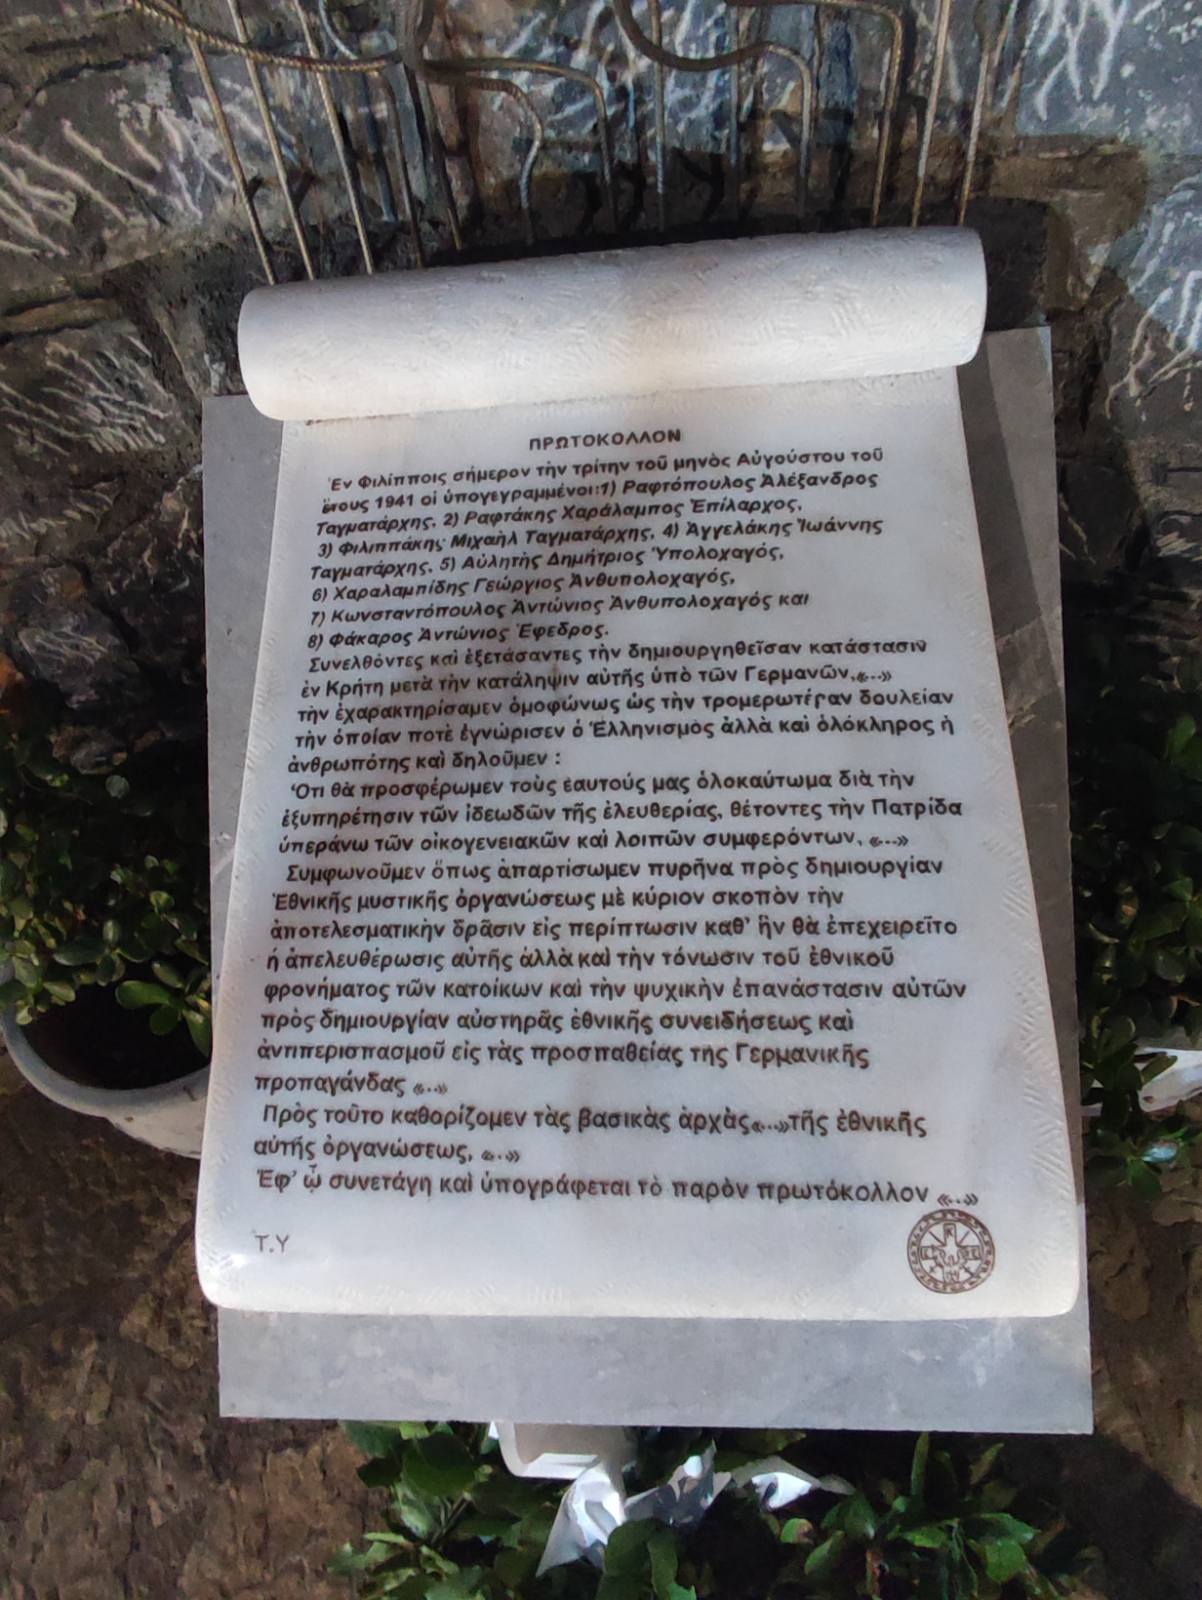 ΠΡΩΤΟΚΟΛΛΟΝ
Ἐν Φιλίπποις σήμερον τὴν τρίτην τοῦ μηνὸς Αὐγούστου τοῦ
ἔτους 1941 οἱ ὑπογεγραμμένοι:1) Ραφτόπουλος Ἀλέξανδρος
Ταγματάρχης, 2) Ραφτάκης Χαράλαμπος Ἐπίλαρχος,
3) Φιλιππάκης Μιχαὴλ Ταγματάρχης, 4) Ἀγγελάκης Ἰωάννης
Ταγματάρχης, 5) Αὐλητὴς Δημήτριος Ὑπολοχαγός,
6) Χαραλαμπίδης Γεώργιος Ἀνθυπολοχαγός,
7) Κωνσταντόπουλος Ἀντώνιος Ἀνθυπολοχαγός και
8) Φάκαρος Ἀντώνιος Ἔφεδρος.
Συνελθόντες καὶ ἐξετάσαντες τὴν δημιουργηθεῖσαν κατάστασιν
ἐν Κρήτῃ μετὰ τὴν κατάληψιν αὐτῆς ὑπὸ τῶν Γερμανῶν,«...»
τὴν ἐχαρακτηρίσαμεν ὁμοφώνως ὡς τὴν τρομερωτέραν δουλείαν
τὴν ὁποίαν ποτὲ ἐγνώρισεν ὁ Ἑλληνισμὸς ἀλλὰ καὶ ὁλόκληρος ἡ
ἀνθρωπότης καὶ δηλοῦμεν :
Ὅτι θὰ προσφέρωμεν τοὺς ἑαυτούς μας ὁλοκαύτωμα διὰ τὴν
ἐξυπηρέτησιν τῶν ἰδεωδῶν τῆς ἐλευθερίας, θέτοντες τὴν Πατρίδα
ὑπεράνω τῶν οἰκογενειακῶν καὶ λοιπῶν συμφερόντων, «...»
Συμφωνοῦμεν ὅπως ἀπαρτίσωμεν πυρῆνα πρὸς δημιουργίαν
Ἐθνικῆς μυστικῆς ὀργανώσεως μὲ κύριον σκοπὸν τὴν
ἀποτελεσματικὴν δρᾶσιν εἰς περίπτωσιν καθ' ἣν θὰ ἐπεχειρεῖτο
ἡ ἀπελευθέρωσις αὐτῆς ἀλλὰ καὶ τὴν τόνωσιν τοῦ ἐθνικοῦ
φρονήματος τῶν κατοίκων καὶ τὴν ψυχικὴν ἐπανάστασιν αὐτῶν
πρὸς δημιουργίαν αὐστηρᾶς ἐθνικῆς συνειδήσεως καὶ
ἀντιπερισπασμοῦ εἰς τὰς προσπαθείας της Γερμανικῆς
προπαγάνδας «...»
Πρὸς τοῦτο καθορίζομεν τὰς βασικὰς ἀρχὰς«...»τῆς ἐθνικῆς
αὐτῆς ὀργανώσεως, «...»
Ἐφ' ᾧ συνετάγη καὶ ὑπογράφεται τὸ παρὸν πρωτόκολλον «...»
Τ.Υ